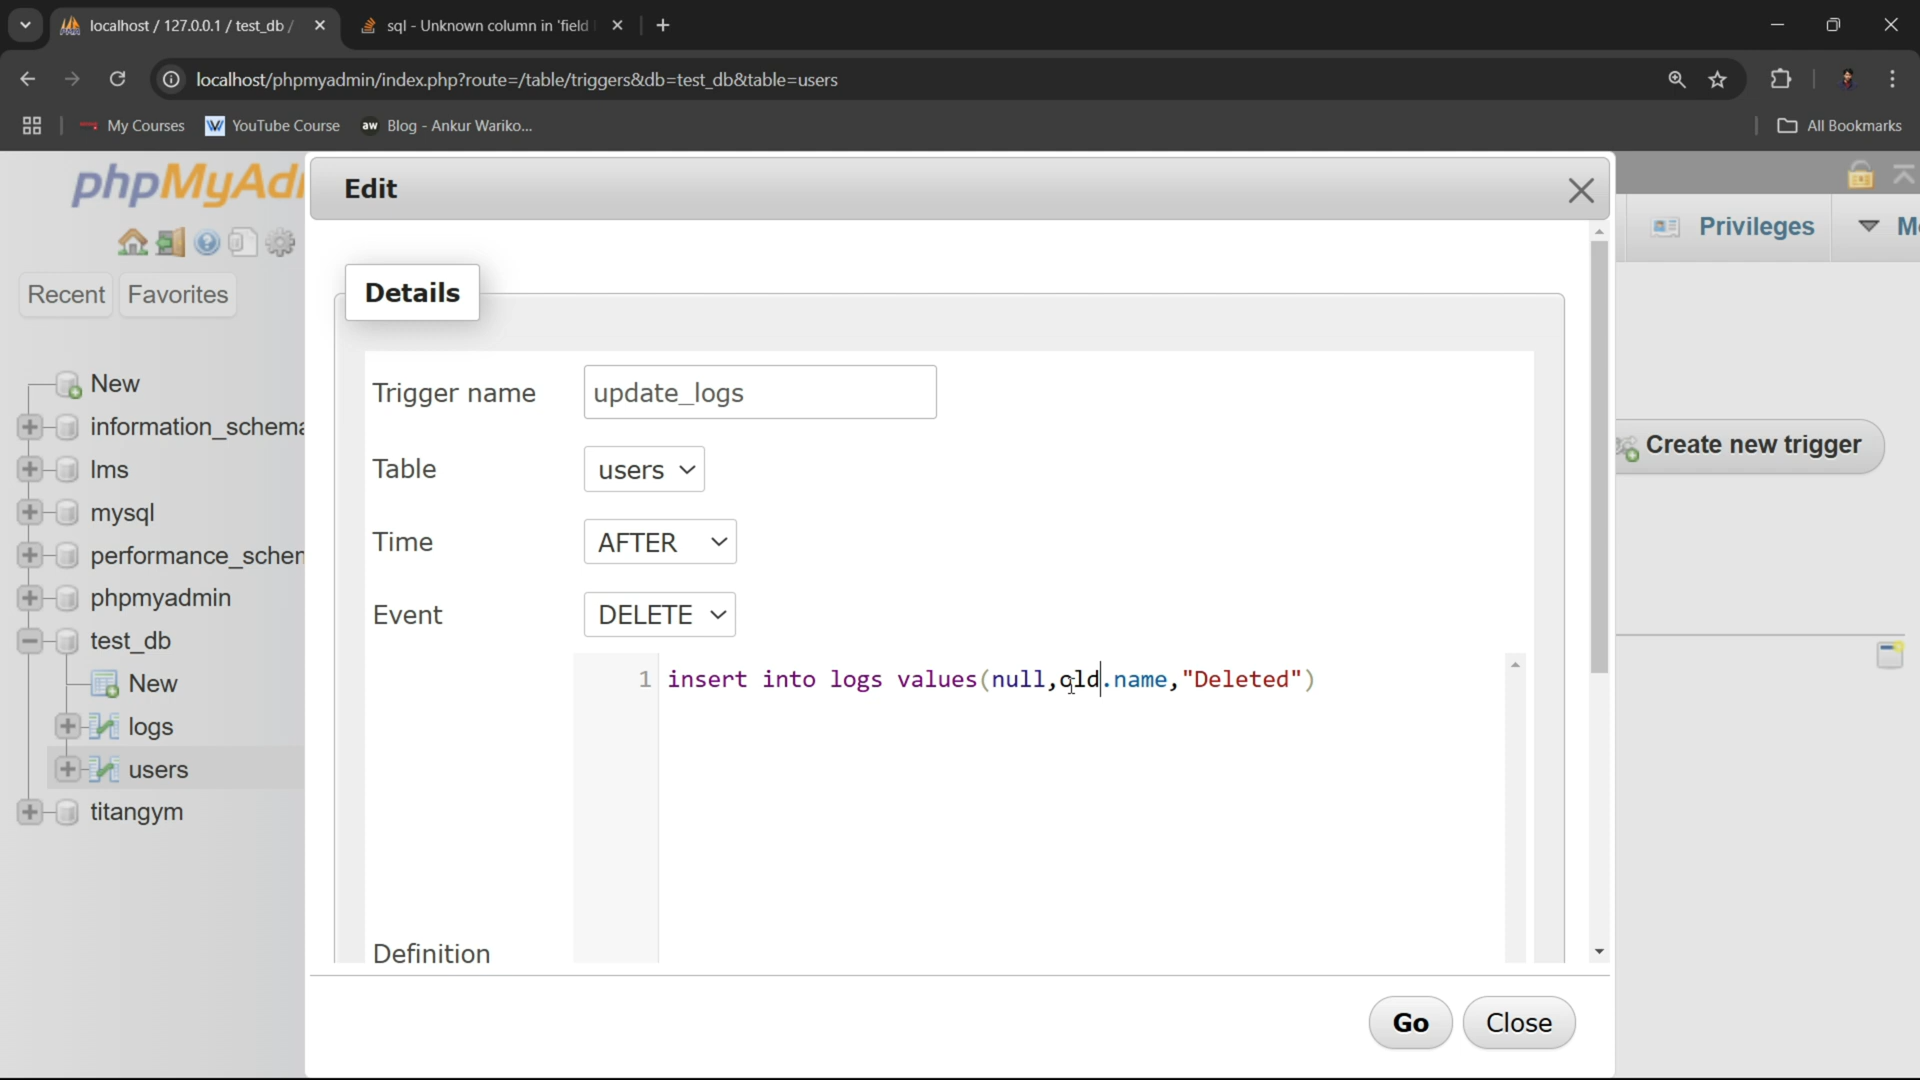 localhost / 127.0.0.1 / test_db /
sql - Unknown column in 'field
localhost/phpmyadmin/index.php?route=/table/triggers&db=test_db&table=users
My Courses
YouTube Course
aw Blog - Ankur Wariko...
All Bookmarks
phpMyAd
Edit
Privileges
Recent
Favorites
Details
New
information_schema
lms
mysql
performance_schem
phpmyadmin
test_db
New
logs
users
titangym
Trigger name
update_logs
Table
users
Time
AFTER
Event
DELETE
1 insert into logs values(null,old.name,"Deleted")
Definition
Create new trigger
Go
Close